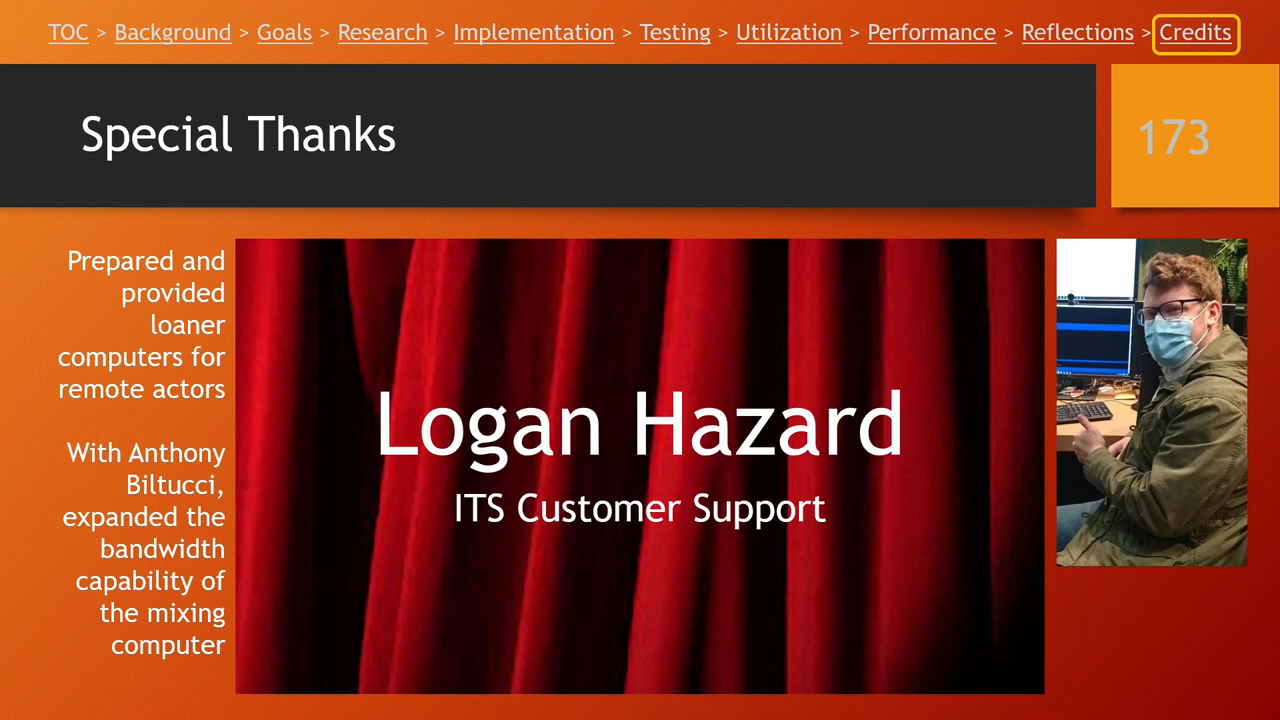 TOC > Background > Goals > Research > Implementation > Testing > Utilization > Performance > Reflections > Credits
Special Thanks
173
Prepared and
provided
loaner
computers for
remote actors
With Anthony
Biltucci,
expanded the
bandwidth
capability of
the mixing
computer
Logan Hazard
ITS Customer Support